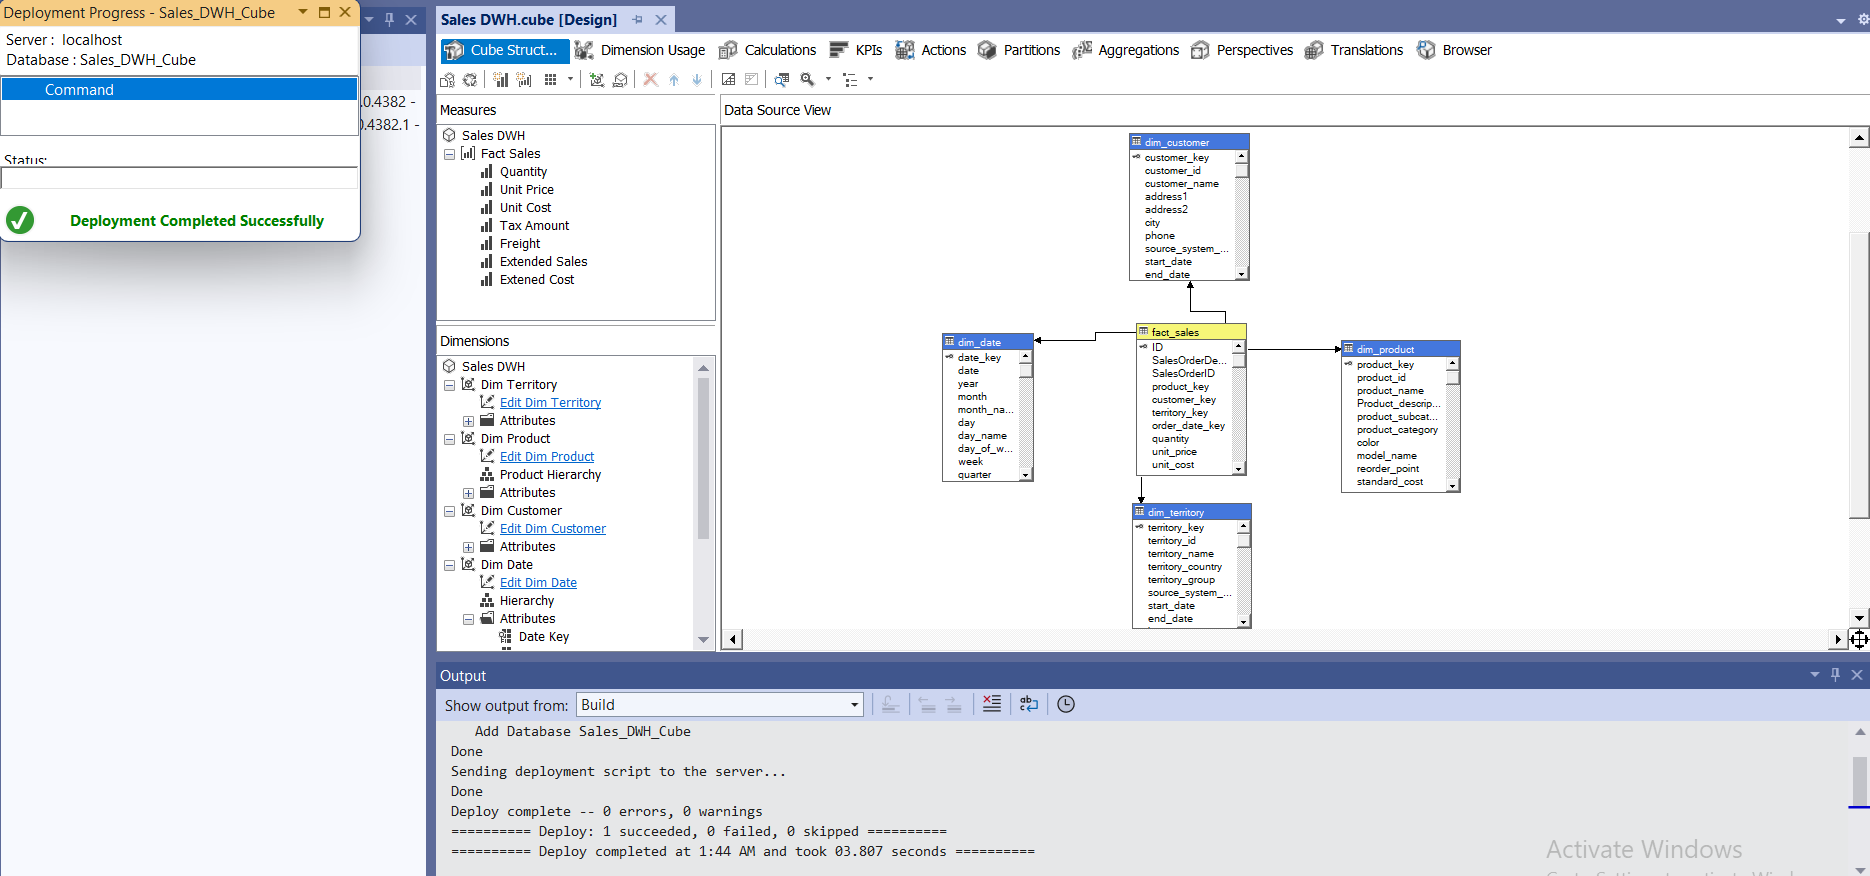 Deployment Progress - Sales_DWH_Cube
Server : localhost
Database : Sales_DWH_Cube
Command
Status:
Deployment Completed Successfully
.0.4382 -
.4382.1 -
Sales DWH.cube [Design]
Cube Struct... Dimension Usage Calculations KPIs Actions Partitions Aggregations Perspectives Translations Browser
Measures
Sales DWH
Fact Sales
Quantity
Unit Price
Unit Cost
Tax Amount
Freight
Extended Sales
Extened Cost
Dimensions
Sales DWH
Dim Territory
Edit Dim Territory
Attributes
Dim Product
Edit Dim Product
Product Hierarchy
Attributes
Dim Customer
Edit Dim Customer
Attributes
Dim Date
Edit Dim Date
Hierarchy
Attributes
Date Key
Data Source View
dim_customer
customer_key
customer_id
customer_name
address1
address2
city
phone
source_system_...
start_date
end_date
dim_date
date_key
date
year
month
month_na...
day
day_name
day_of_w...
week
quarter
fact_sales
ID
SalesOrderDe...
SalesOrderID
product_key
customer_key
territory_key
order_date_key
quantity
unit_price
unit_cost
dim_product
product_key
product_id
product_name
Product_descrip...
product_subcat...
product_category
color
model_name
reorder_point
standard_cost
dim_territory
territory_key
territory_id
territory_name
territory_country
territory_group
source_system_...
start_date
end_date
Output
Show output from: Build
Add Database Sales_DWH_Cube
Done
Sending deployment script to the server...
Done
Deploy complete -- 0 errors, 0 warnings
========== Deploy: 1 succeeded, 0 failed, 0 skipped ==========
========== Deploy completed at 1:44 AM and took 03.807 seconds ==========
Activate Windows